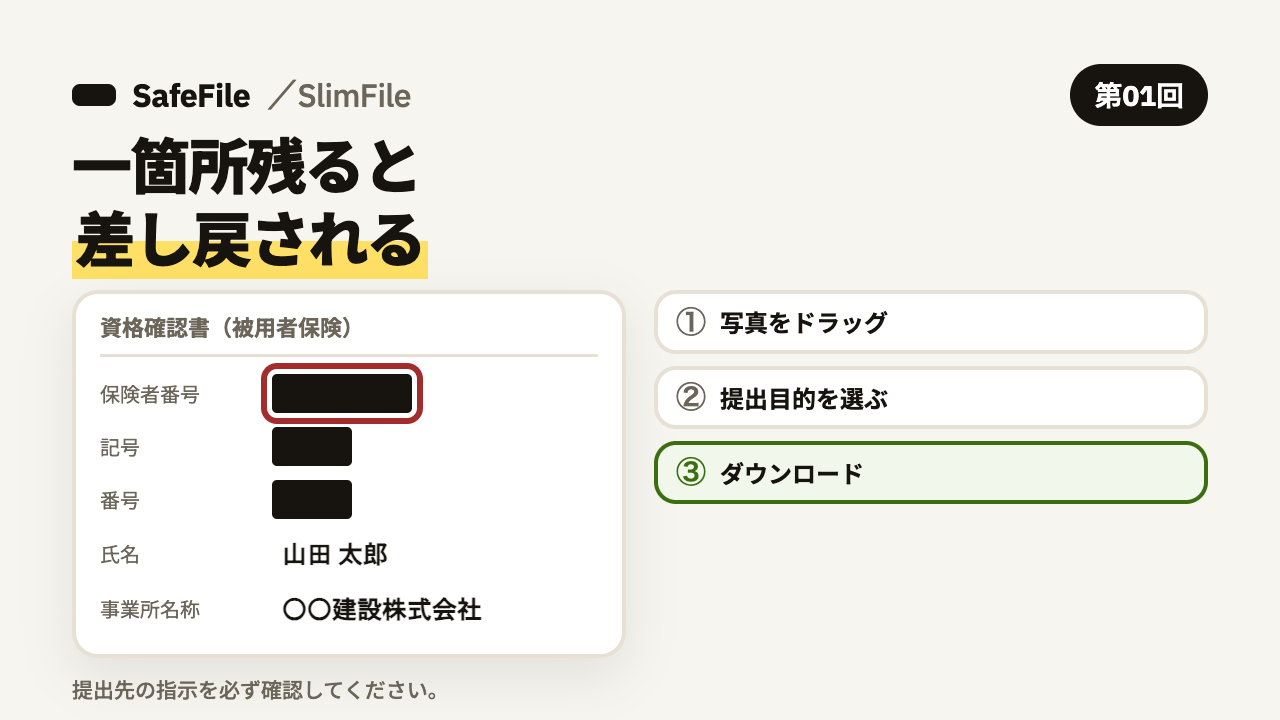 SafeFile ／SlimFile
第01回
一箇所残ると
差し戻される
資格確認書（被用者保険）
保険者番号
記号
番号
氏名 山田 太郎
事業所名称 〇〇建設株式会社
① 写真をドラッグ
② 提出目的を選ぶ
③ ダウンロード
提出先の指示を必ず確認してください。